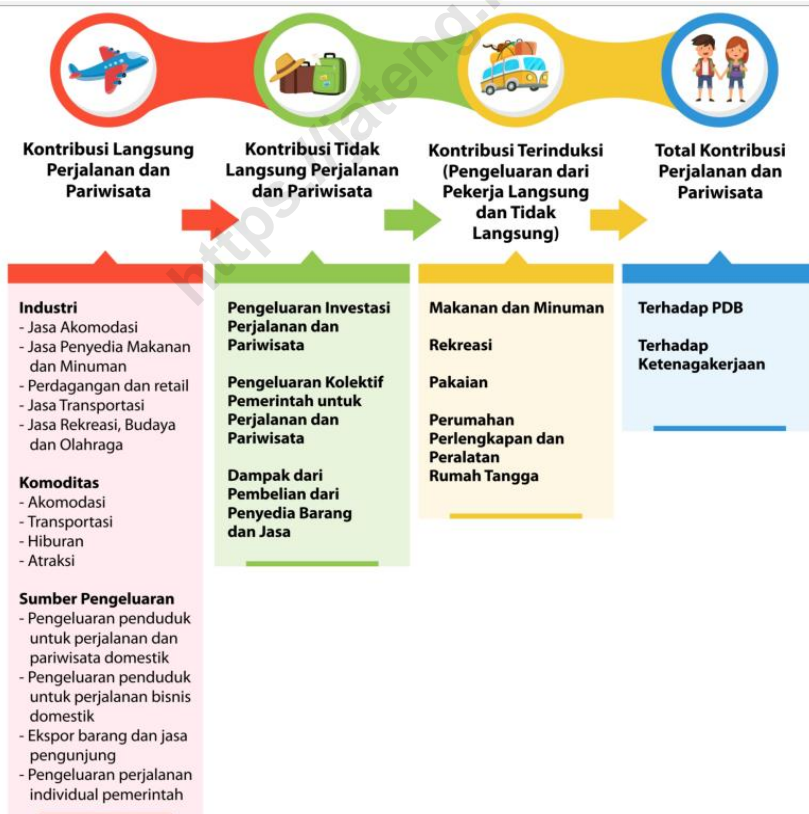 Kontribusi Langsung
Perjalanan dan
Pariwisata
Kontribusi Tidak
Langsung Perjalanan
dan Pariwisata
Kontribusi Terinduksi
(Pengeluaran dari
Pekerja Langsung
dan Tidak
Langsung)
Total Kontribusi
Perjalanan dan
Pariwisata
Industri
- Jasa Akomodasi
- Jasa Penyedia Makanan
dan Minuman
- Perdagangan dan retail
- Jasa Transportasi
- Jasa Rekreasi, Budaya
dan Olahraga
Komoditas
- Akomodasi
- Transportasi
- Hiburan
- Atraksi
Sumber Pengeluaran
- Pengeluaran penduduk
untuk perjalanan dan
pariwisata domestik
- Pengeluaran penduduk
untuk perjalanan bisnis
domestik
- Ekspor barang dan jasa
pengunjung
- Pengeluaran perjalanan
individual pemerintah
Pengeluaran Investasi
Perjalanan dan
Pariwisata
Pengeluaran Kolektif
Pemerintah untuk
Perjalanan dan
Pariwisata
Dampak dari
Pembelian dari
Penyedia Barang
dan Jasa
Makanan dan Minuman
Rekreasi
Pakaian
Perumahan
Perlengkapan dan
Peralatan
Rumah Tangga
Terhadap PDB
Terhadap
Ketenagakerjaan
https://jateng.